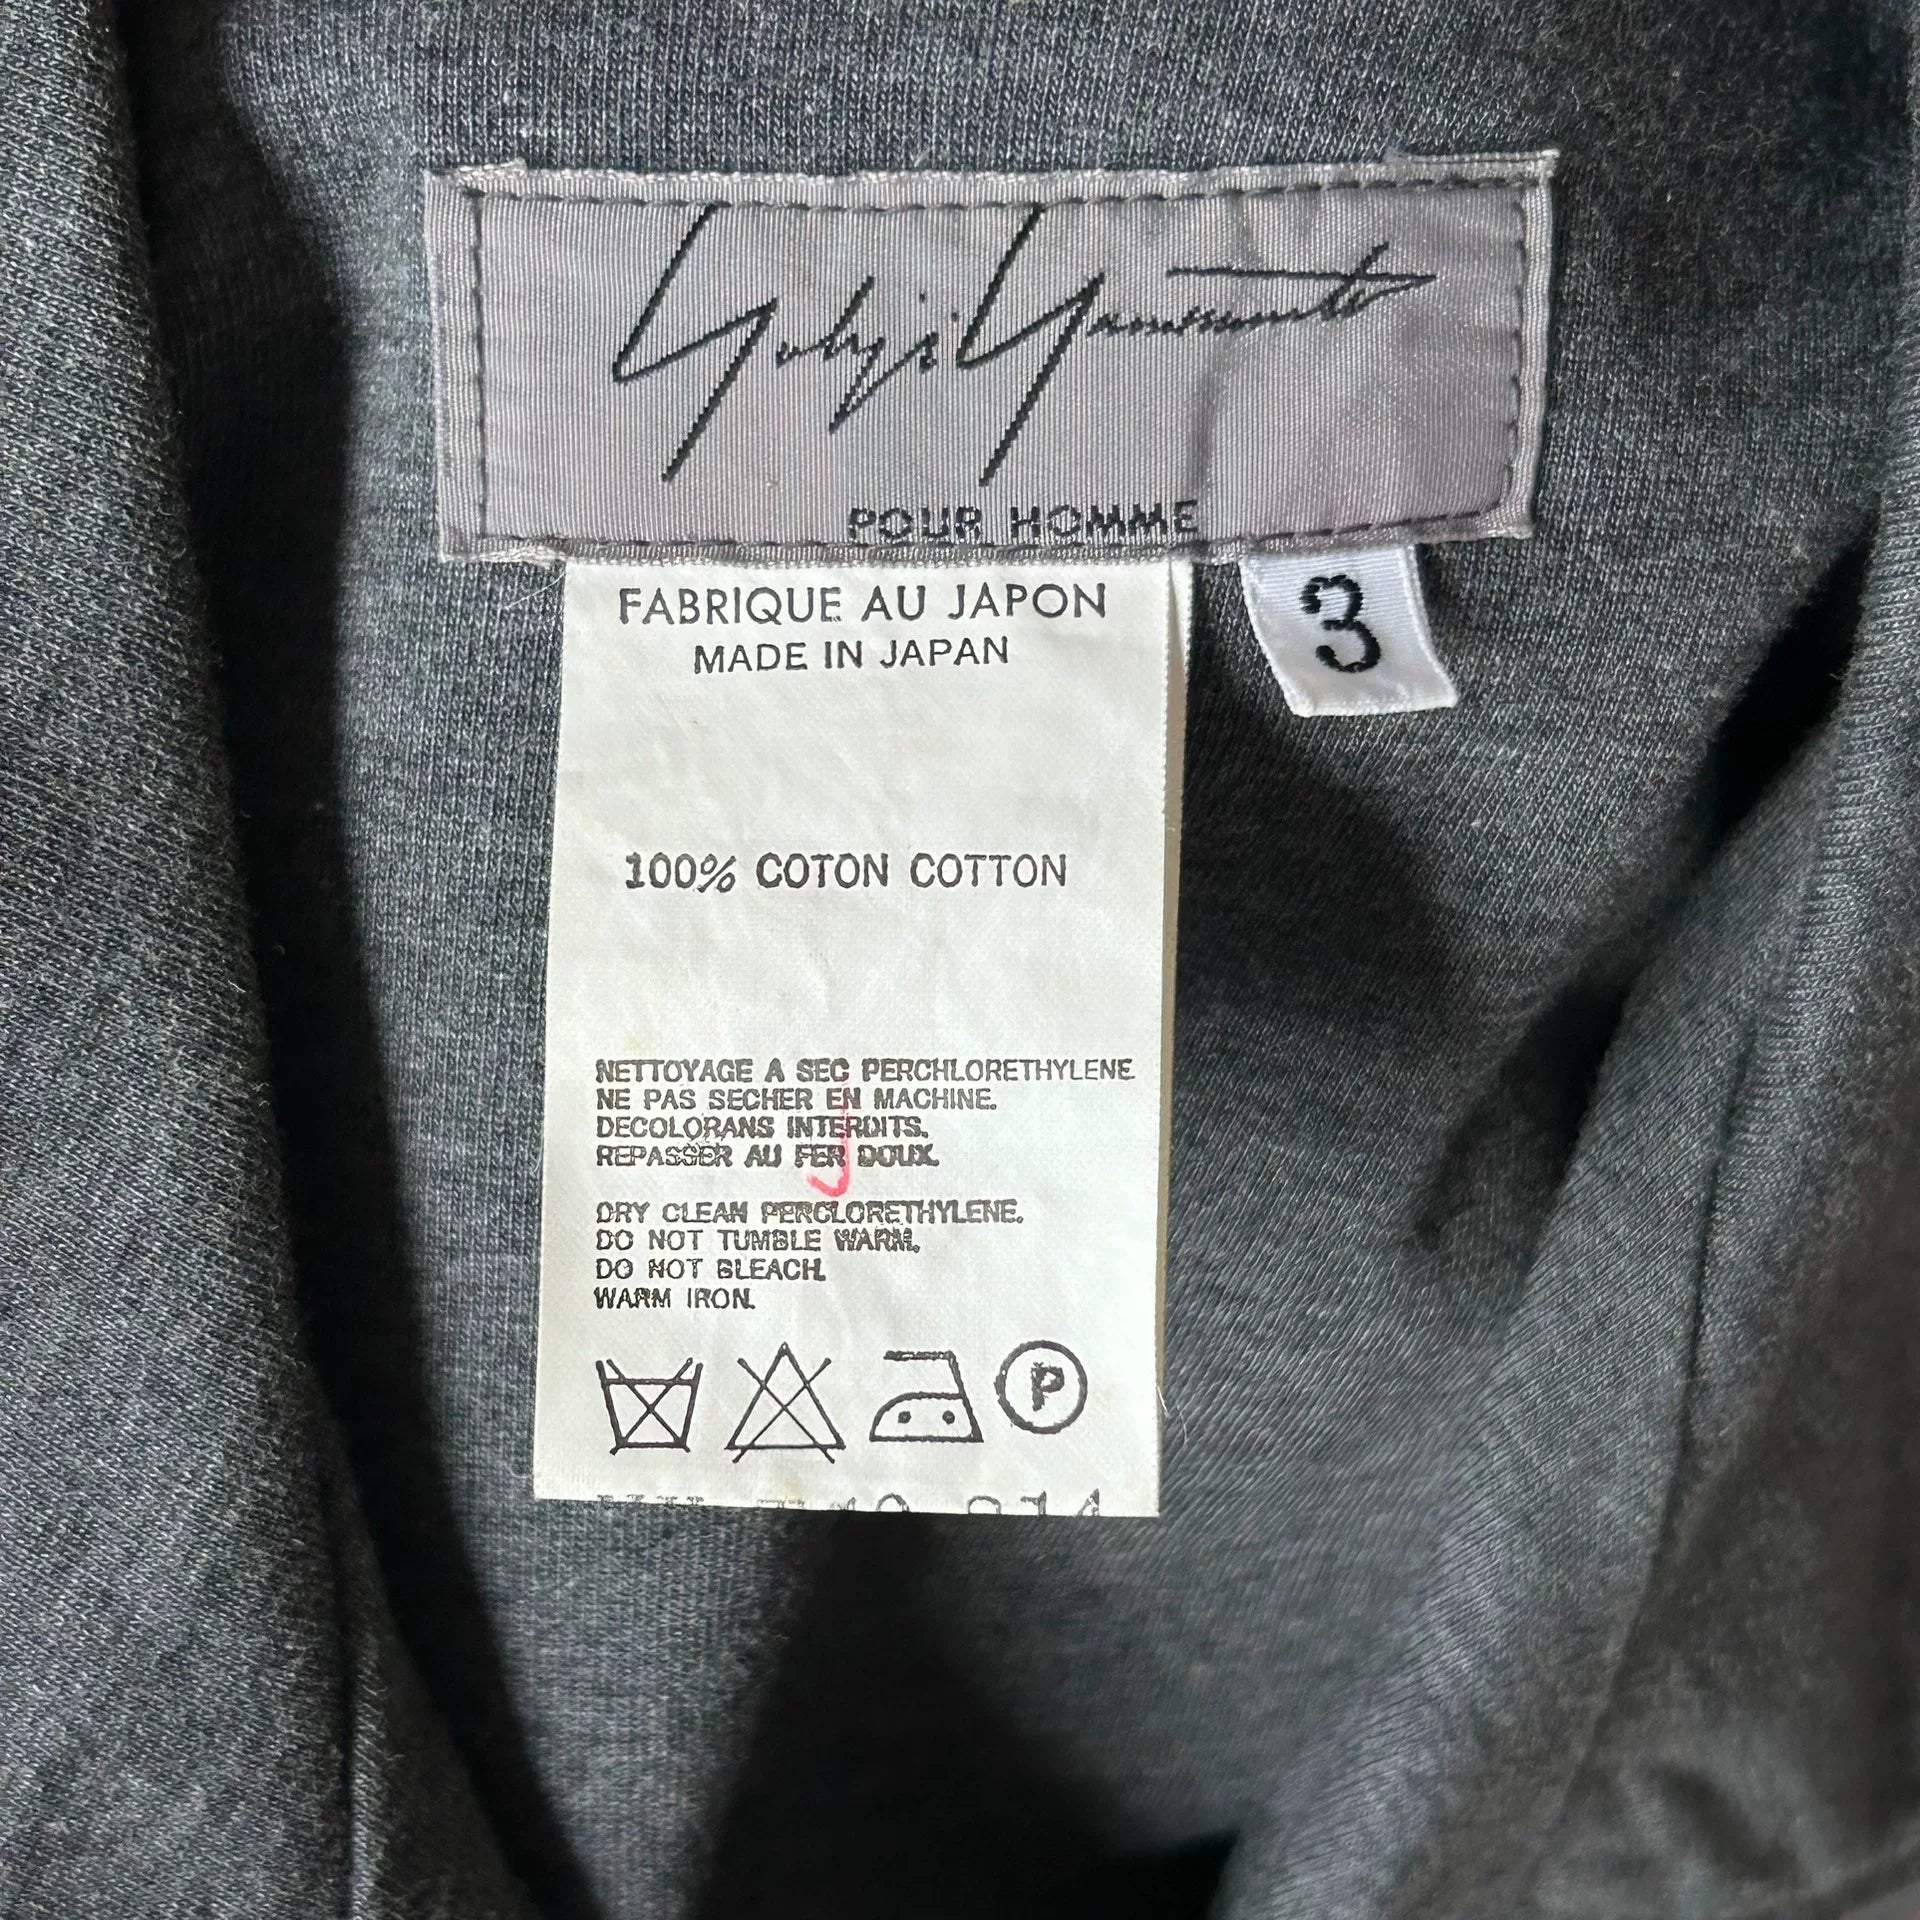 Yohji Yamamoto
POUR HOMME
3
FABRIQUE AU JAPON
MADE IN JAPAN
100% COTON COTTON
NETTOYAGE A SEC PERCHLORETHYLENE
NE PAS SECHER EN MACHINE.
DECOLORANS INTERDITS.
REPASSER AU FER DOUX.
DRY CLEAN PERCLORETHYLENE.
DO NOT TUMBLE WARM.
DO NOT BLEACH.
WARM IRON.
P